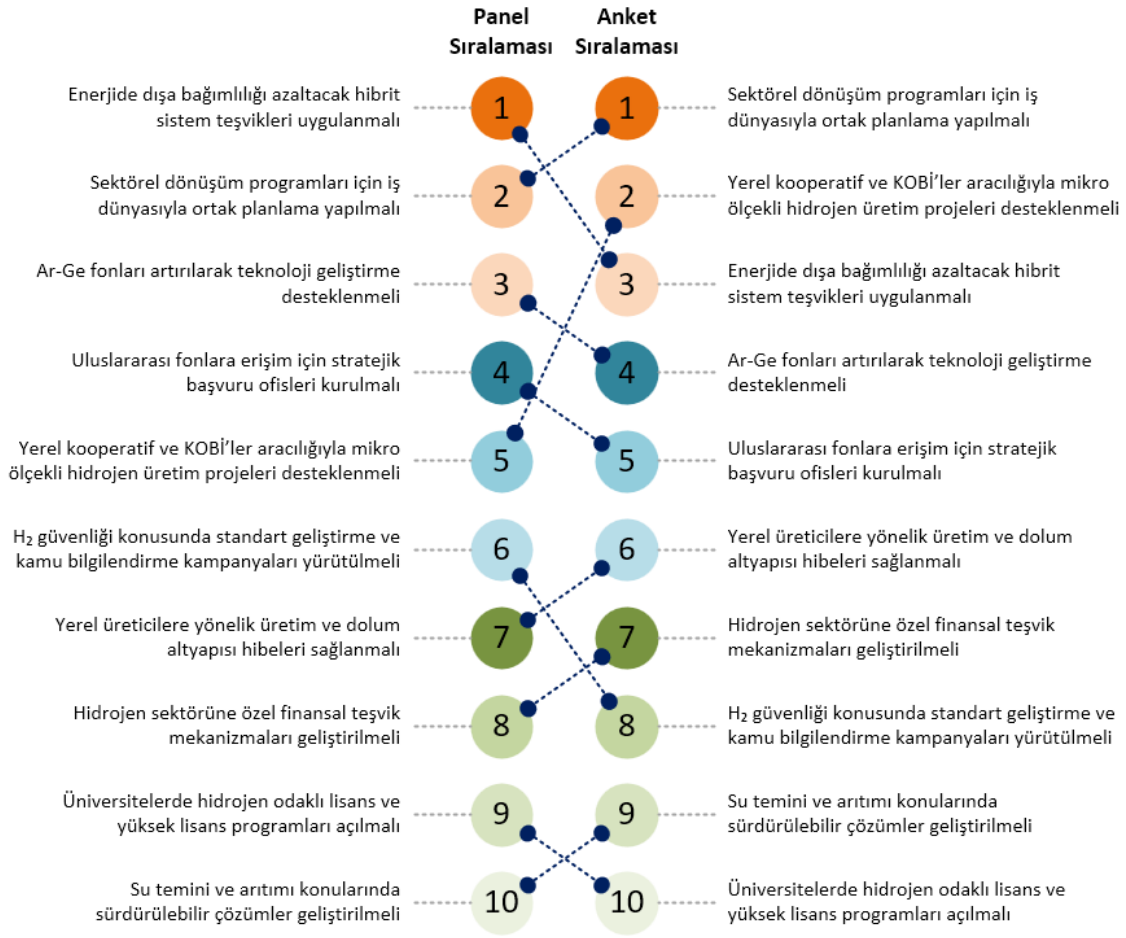 Panel
Sıralaması
Anket
Sıralaması
Enerjide dışa bağımlılığı azaltacak hibrit
sistem teşvikleri uygulanmalı
1
1
Sektörel dönüşüm programları için iş
dünyasıyla ortak planlama yapılmalı
Sektörel dönüşüm programları için iş
dünyasıyla ortak planlama yapılmalı
2
2
Yerel kooperatif ve KOBİ’ler aracılığıyla mikro
ölçekli hidrojen üretim projeleri desteklenmeli
Ar-Ge fonları artırılarak teknoloji geliştirme
desteklenmeli
3
3
Enerjide dışa bağımlılığı azaltacak hibrit
sistem teşvikleri uygulanmalı
Uluslararası fonlara erişim için stratejik
başvuru ofisleri kurulmalı
4
4
Ar-Ge fonları artırılarak teknoloji geliştirme
desteklenmeli
Yerel kooperatif ve KOBİ’ler aracılığıyla mikro
ölçekli hidrojen üretim projeleri desteklenmeli
5
5
Uluslararası fonlara erişim için stratejik
başvuru ofisleri kurulmalı
H₂ güvenliği konusunda standart geliştirme ve
kamu bilgilendirme kampanyaları yürütülmeli
6
6
Yerel üreticilere yönelik üretim ve dolum
altyapısı hibeleri sağlanmalı
Yerel üreticilere yönelik üretim ve dolum
altyapısı hibeleri sağlanmalı
7
7
Hidrojen sektörüne özel finansal teşvik
mekanizmaları geliştirilmeli
Hidrojen sektörüne özel finansal teşvik
mekanizmaları geliştirilmeli
8
8
H₂ güvenliği konusunda standart geliştirme ve
kamu bilgilendirme kampanyaları yürütülmeli
Üniversitelerde hidrojen odaklı lisans ve
yüksek lisans programları açılmalı
9
9
Su temini ve arıtımı konularında
sürdürülebilir çözümler geliştirilmeli
Su temini ve arıtımı konularında
sürdürülebilir çözümler geliştirilmeli
10
10
Üniversitelerde hidrojen odaklı lisans ve
yüksek lisans programları açılmalı